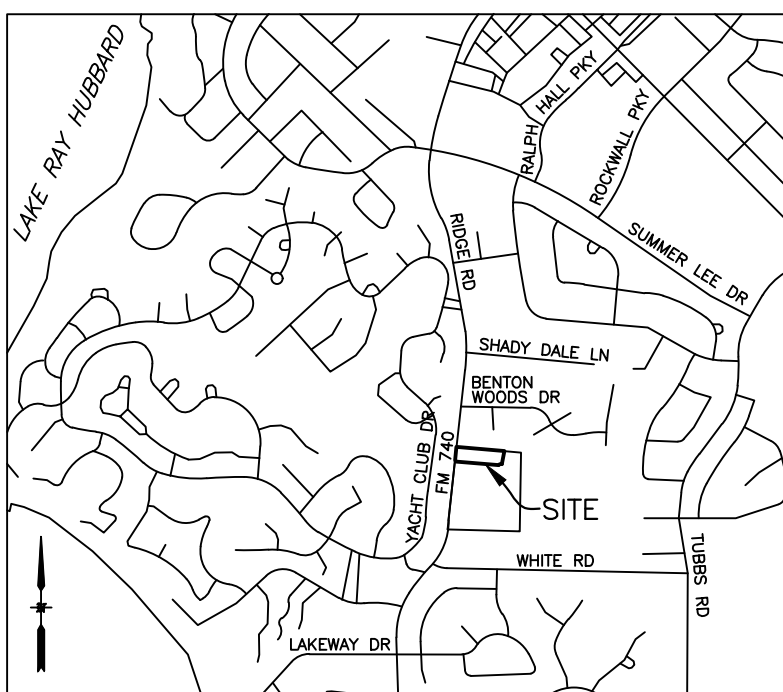 LAKE RAY HUBBARD
RALPH HALL PKY
ROCKWALL PKY
RIDGE RD
SUMMER LEE DR
SHADY DALE LN
BENTON
WOODS DR
YACHT CLUB DR
FM 740
SITE
WHITE RD
TUBBS RD
LAKEWAY DR